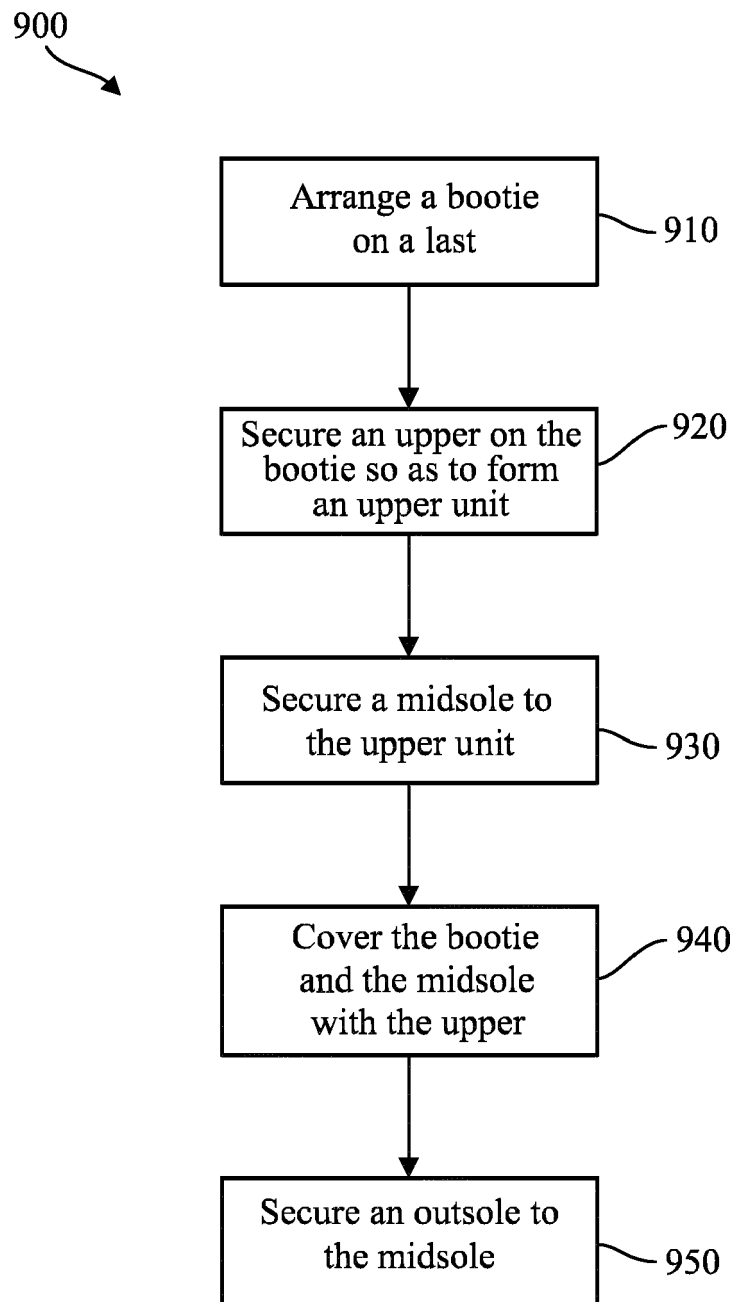 900
Arrange a bootie
on a last
910
Secure an upper on the
bootie so as to form
an upper unit
920
Secure a midsole to
the upper unit
930
Cover the bootie
and the midsole
with the upper
940
Secure an outsole to
the midsole
950